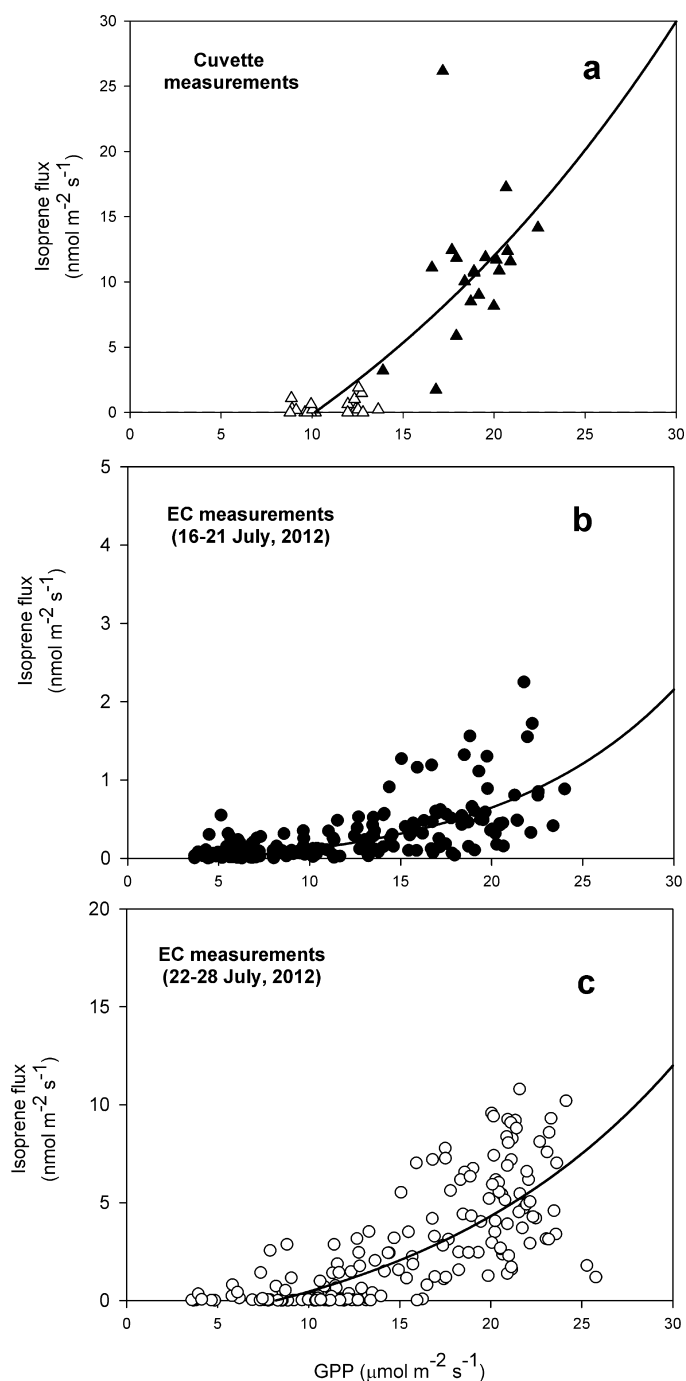 30
25
20
15
10
5
0
Isoprene flux
(nmol m-2 s-1)
Cuvette
measurements
a
0 5 10 15 20 25 30
5
4
3
2
1
0
Isoprene flux
(nmol m-2 s-1)
EC measurements
(16-21 July, 2012)
b
0 5 10 15 20 25 30
20
15
10
5
0
Isoprene flux
(nmol m-2 s-1)
EC measurements
(22-28 July, 2012)
c
0 5 10 15 20 25 30
GPP (μmol m-2 s-1)